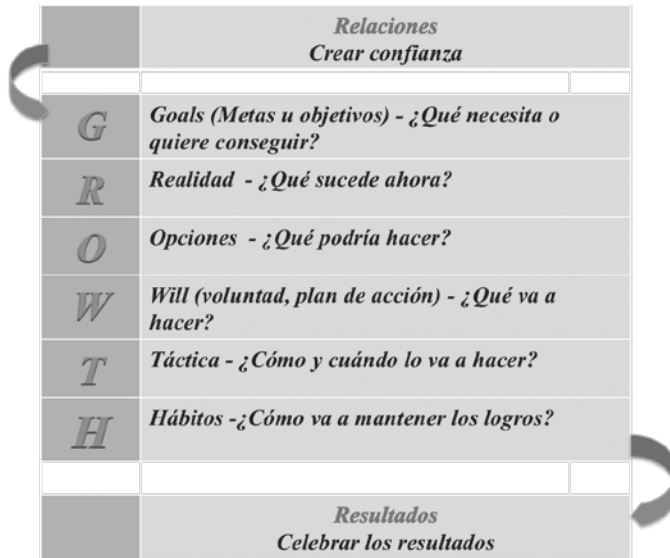 Relaciones
Crear confianza
G
Goals (Metas u objetivos) - ¿Qué necesita o
quiere conseguir?
R
Realidad - ¿Qué sucede ahora?
O
Opciones - ¿Qué podría hacer?
W
Will (voluntad, plan de acción) - ¿Qué va a
hacer?
T
Táctica - ¿Cómo y cuándo lo va a hacer?
H
Hábitos -¿Cómo va a mantener los logros?
Resultados
Celebrar los resultados